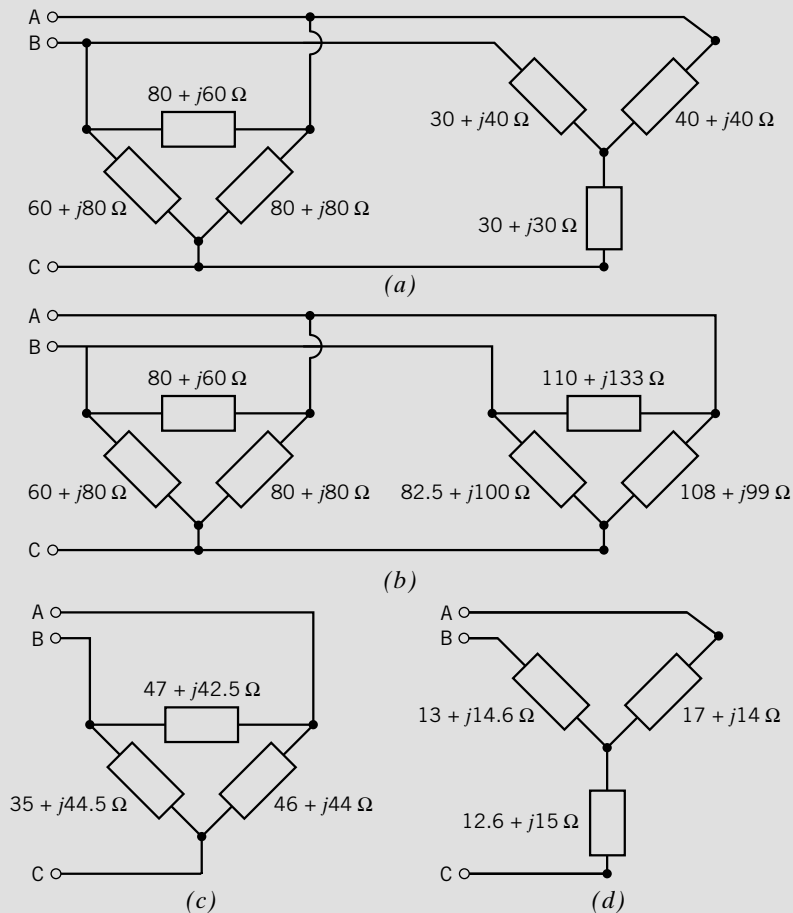 A
B
80 + j60 Ω
30 + j40 Ω
40 + j40 Ω
60 + j80 Ω
80 + j80 Ω
30 + j30 Ω
C
(a)
A
B
80 + j60 Ω
110 + j133 Ω
60 + j80 Ω
80 + j80 Ω
82.5 + j100 Ω
108 + j99 Ω
C
(b)
A
B
47 + j42.5 Ω
35 + j44.5 Ω
46 + j44 Ω
C
(c)
A
B
13 + j14.6 Ω
17 + j14 Ω
12.6 + j15 Ω
C
(d)